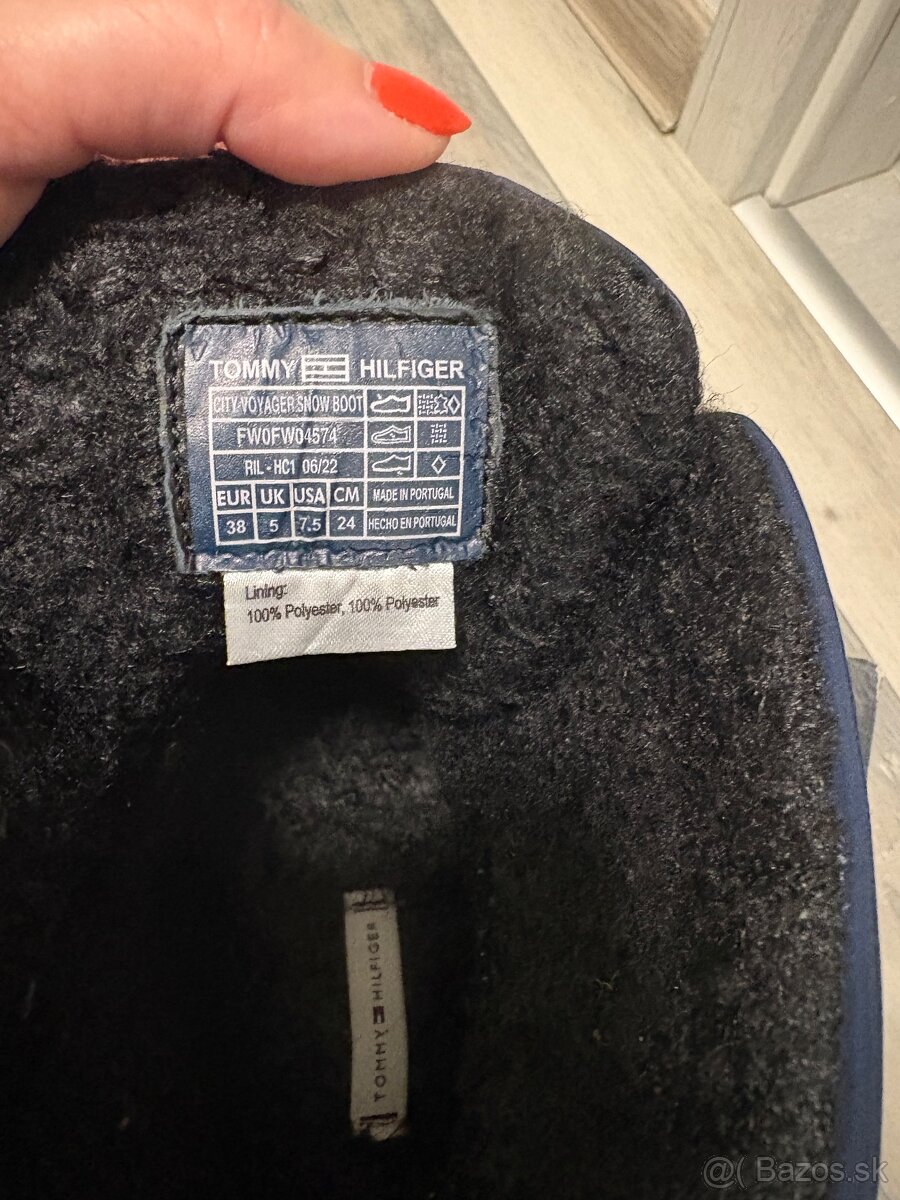 TOMMY HILFIGER
CITY VOYAGER SNOW BOOT
FW0FW04574
RIL - HC1 06/22
EUR UK USA CM MADE IN PORTUGAL
38 5 7.5 24 HECHO EN PORTUGAL
Lining:
100% Polyester, 100% Polyester
TOMMY HILFIGER
@( Bazos.sk